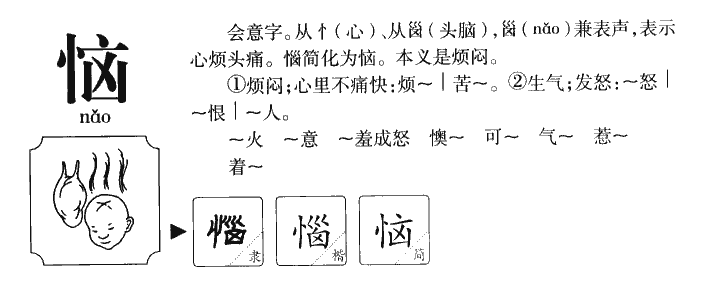 恼
nǎo
会意字。从忄(心)、从𡿺(头脑),𡿺(nǎo)兼表声,表示
心烦头痛。惱简化为恼。本义是烦闷。
①烦闷;心里不痛快:烦～|苦～。②生气;发怒:～怒|
～恨|～人。
～火 ～意 ～羞成怒 懊～ 可～ 气～ 惹～
着～
惱 隶
惱 楷
恼 简